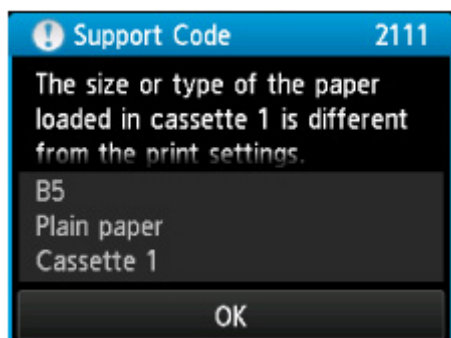 Support Code 2111
The size or type of the paper
loaded in cassette 1 is different
from the print settings.
B5
Plain paper
Cassette 1
OK